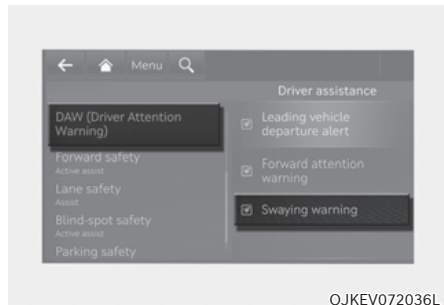 Menu
Driver assistance
DAW (Driver Attention
Warning)
Forward safety
Active assist
Lane safety
Assist
Blind-spot safety
Active assist
Parking safety
Leading vehicle
departure alert
Forward attention
warning
Swaying warning
OJKEV072036L